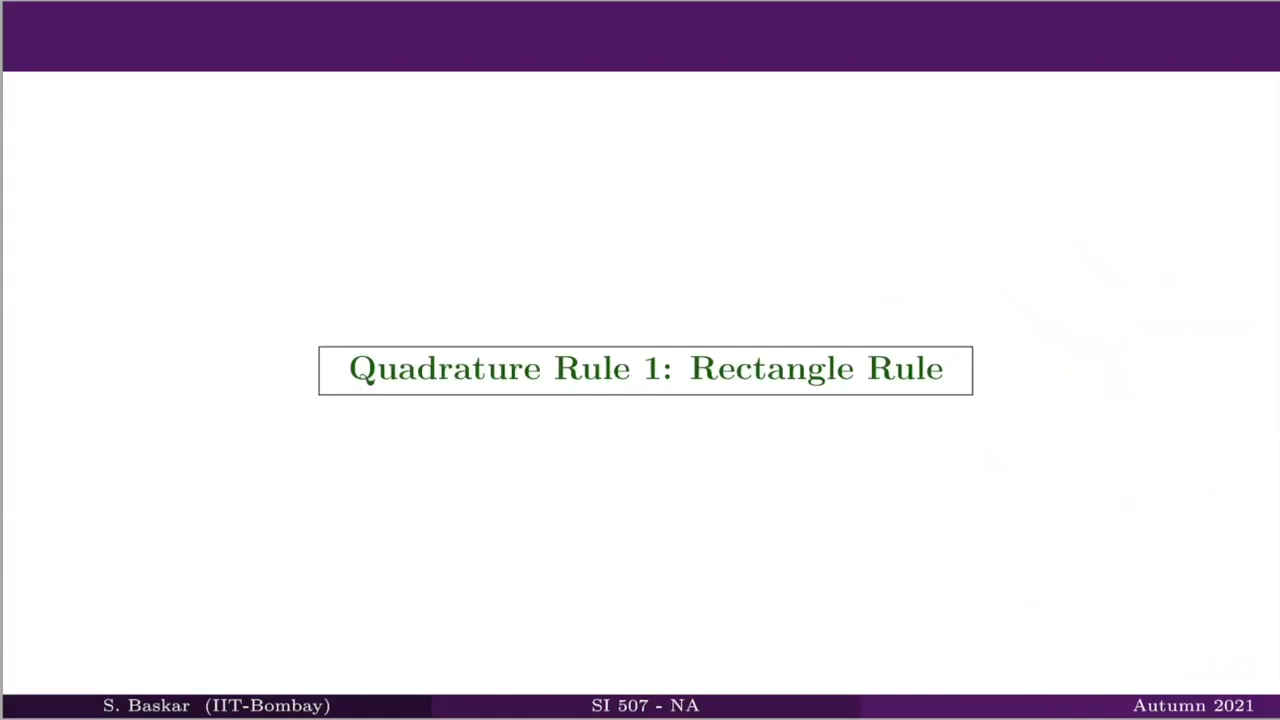 Quadrature Rule 1: Rectangle Rule
S. Baskar (IIT-Bombay)
SI 507 - NA
Autumn 2021